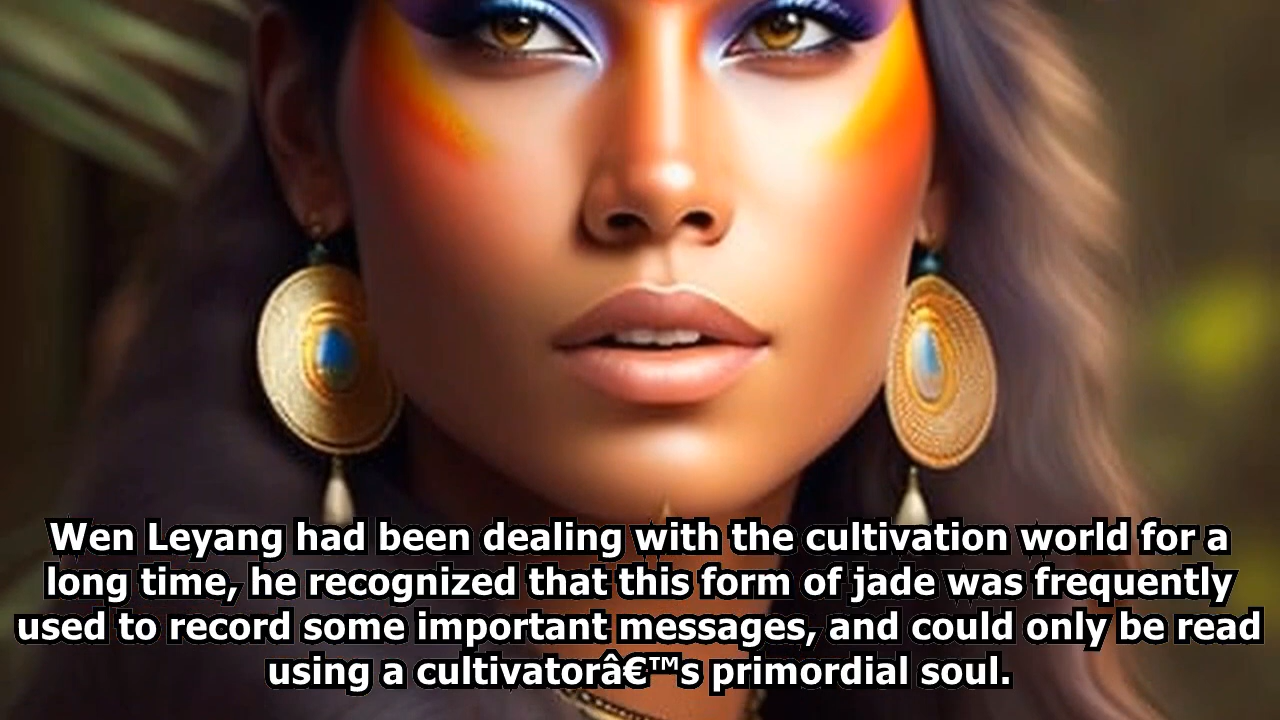 Wen Leyang had been dealing with the cultivation world for a
long time, he recognized that this form of jade was frequently
used to record some important messages, and could only be read
using a cultivatorâ€™s primordial soul.